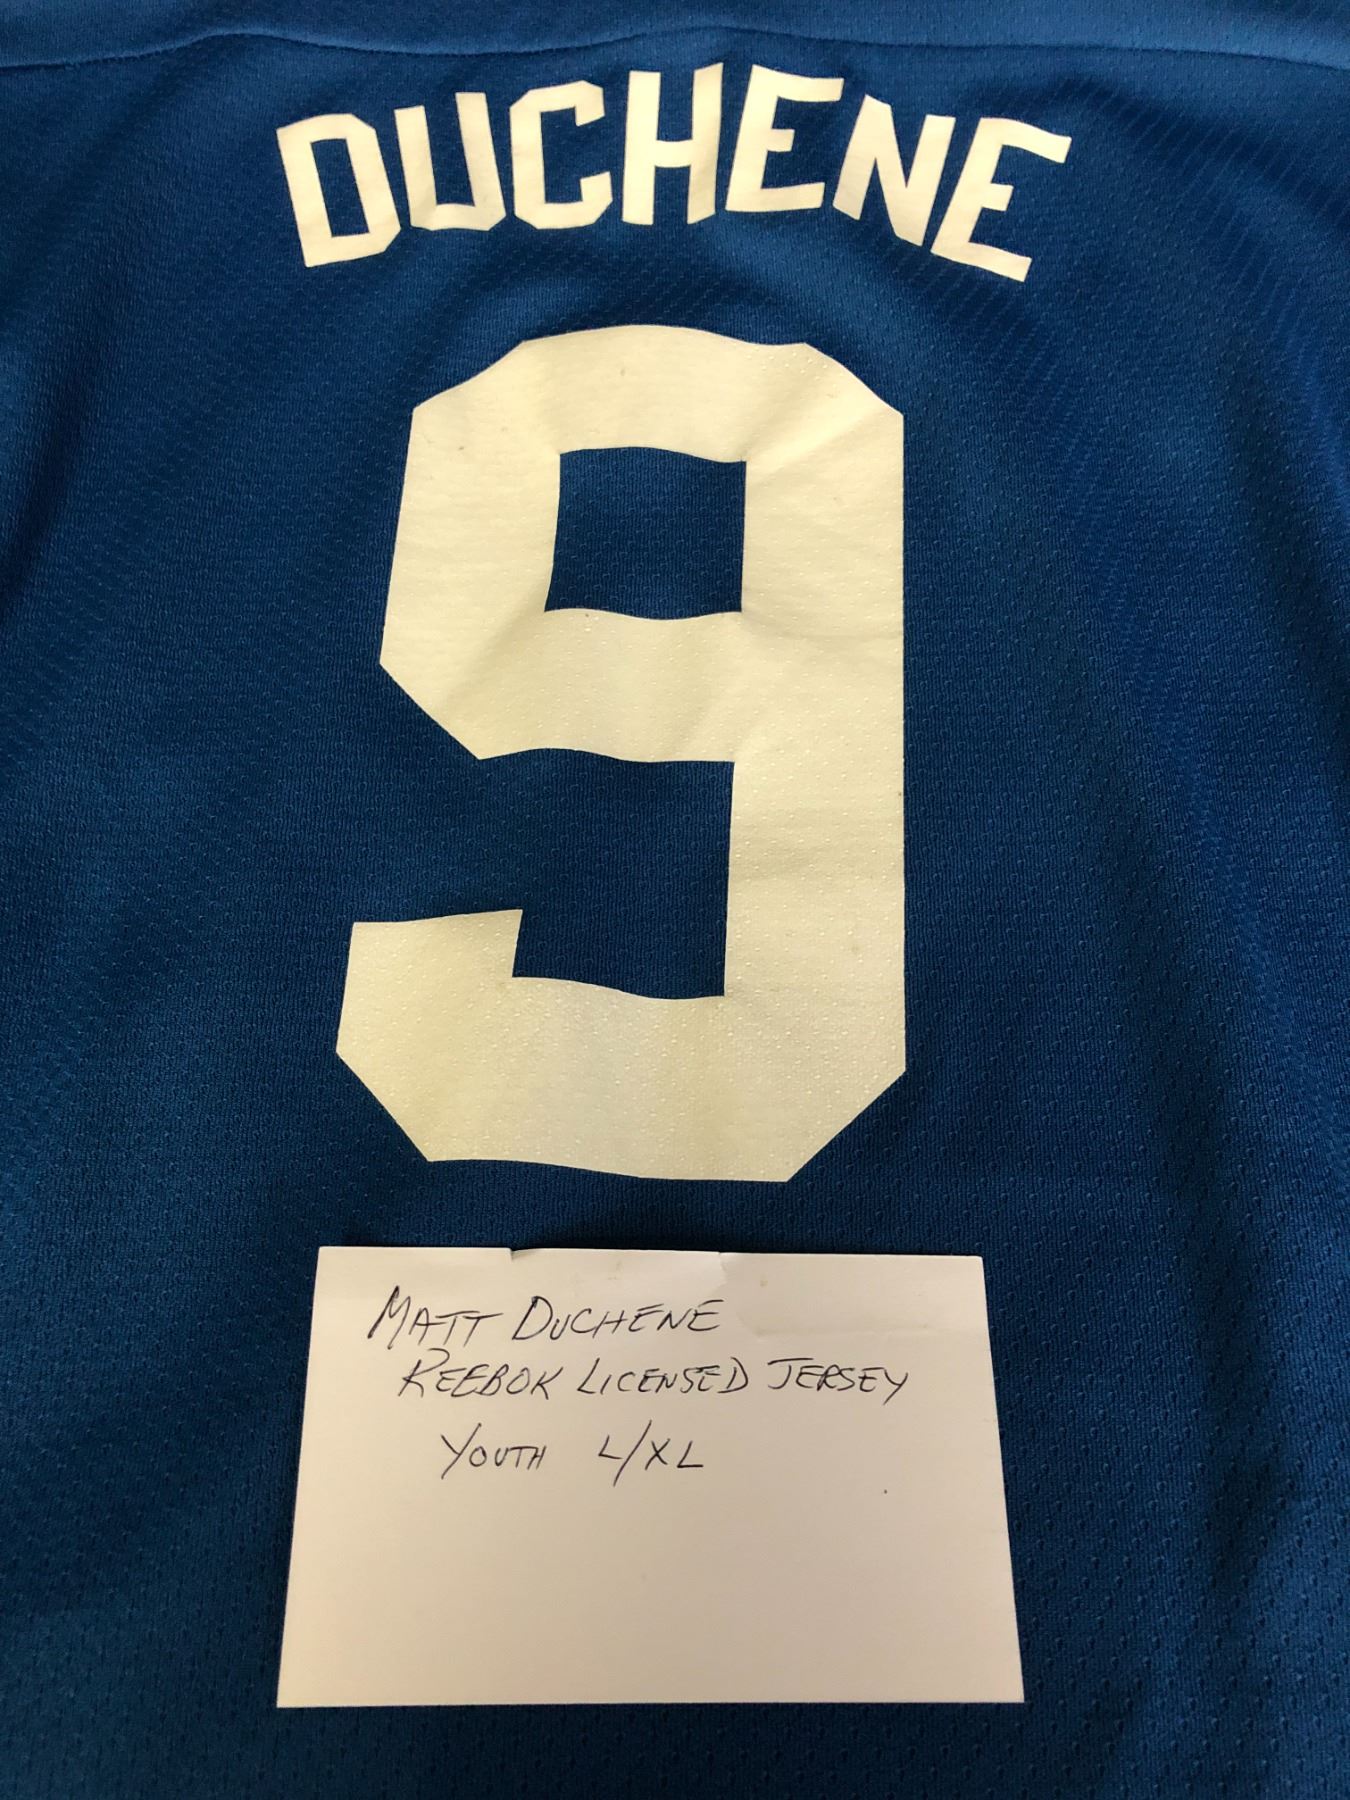 DUCHENE
9
MATT DUCHENE
REEBOK LICENSED JERSEY
YOUTH L/XL